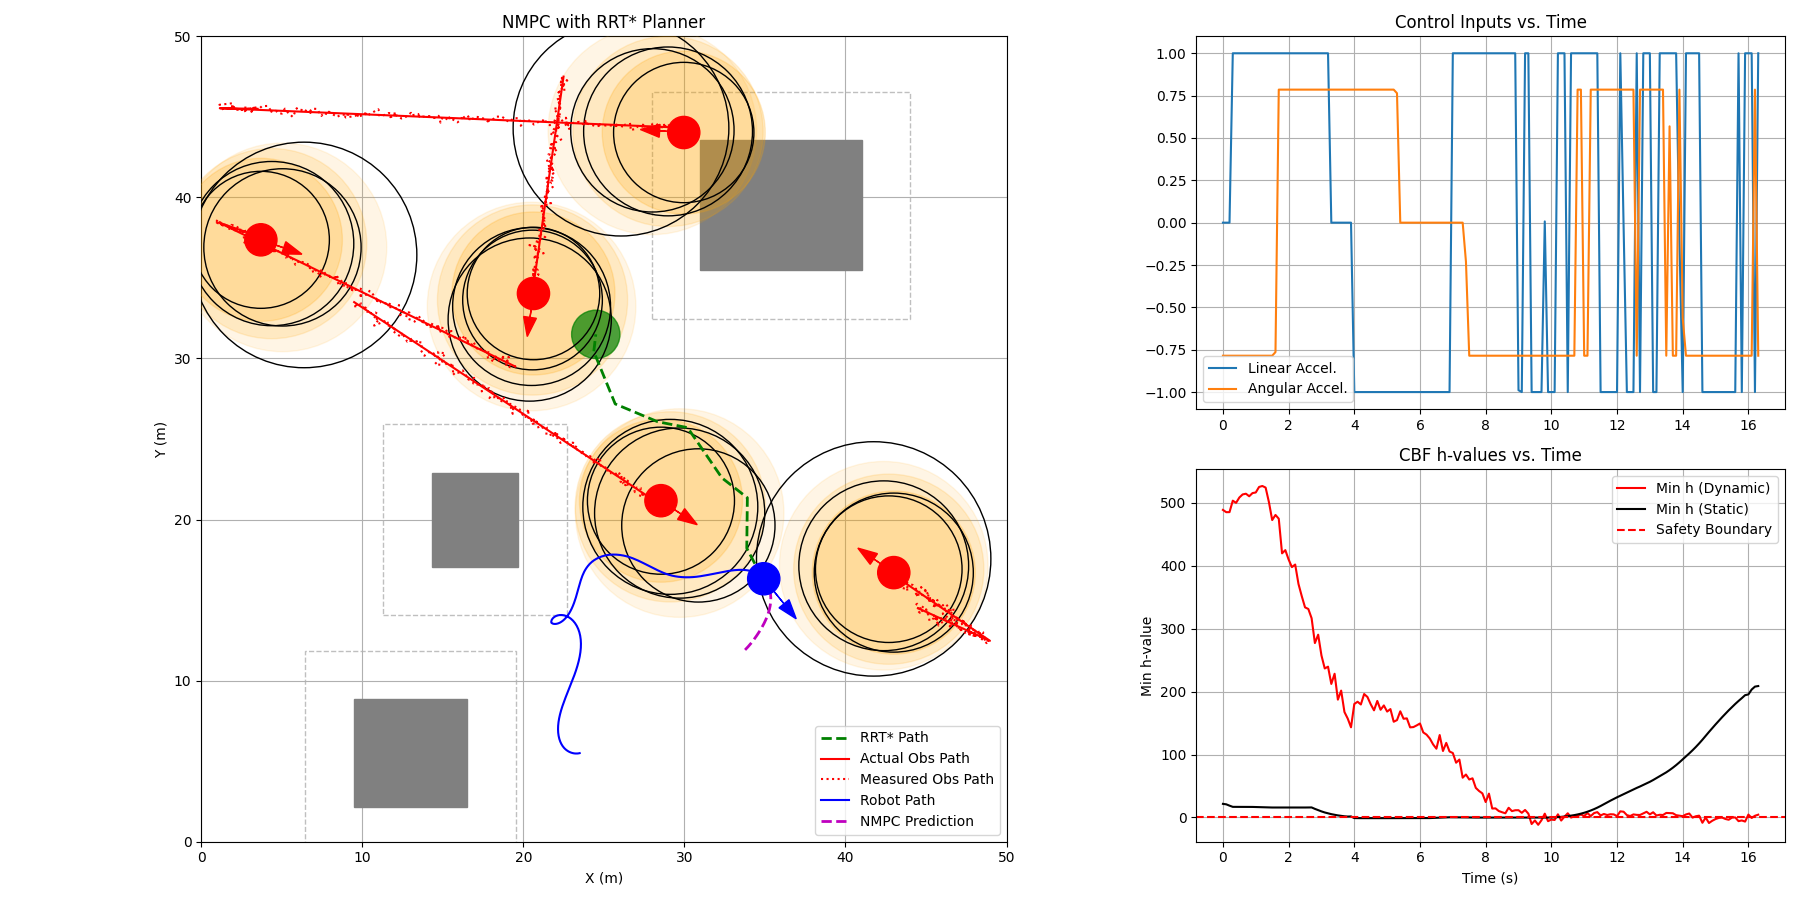 NMPC with RRT* Planner
50
40
30
20
10
0
Y (m)
0 10 20 30 40 50
X (m)
RRT* Path
Actual Obs Path
Measured Obs Path
Robot Path
NMPC Prediction
Control Inputs vs. Time
1.00
0.75
0.50
0.25
0.00
−0.25
−0.50
−0.75
−1.00
Linear Accel.
Angular Accel.
0 2 4 6 8 10 12 14 16
CBF h-values vs. Time
500
400
300
200
100
0
Min h-value
Min h (Dynamic)
Min h (Static)
Safety Boundary
0 2 4 6 8 10 12 14 16
Time (s)